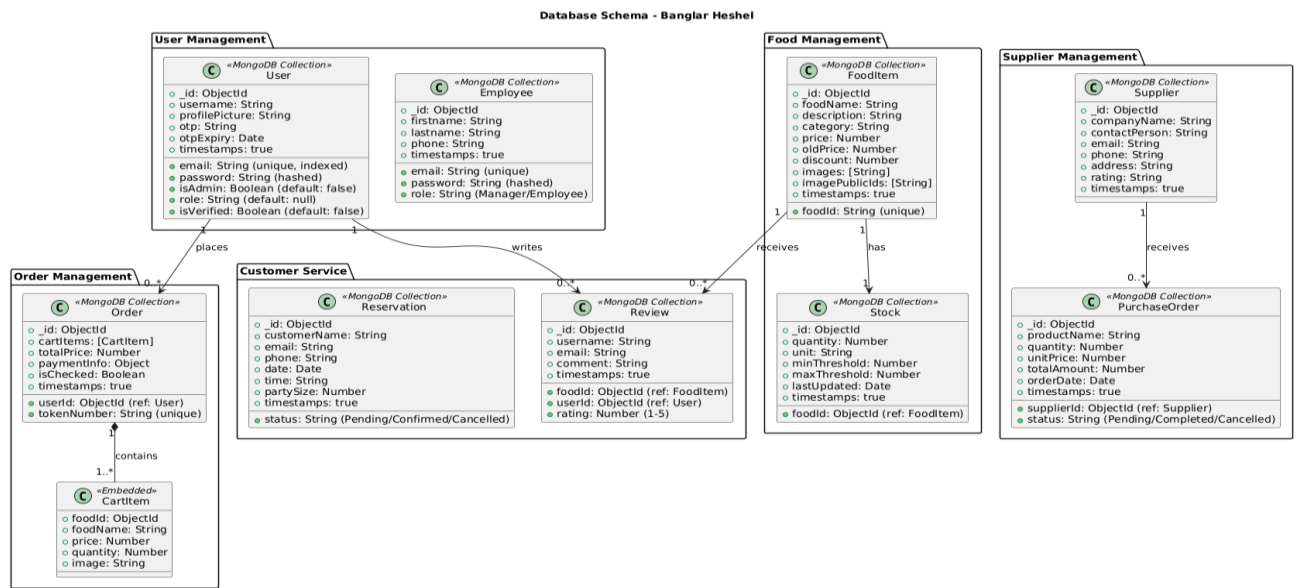 Database Schema - Banglar Heshel
User Management
«MongoDB Collection»
User
_id: ObjectId
username: String
profilePicture: String
otp: String
otpExpiry: Date
timestamps: true
email: String (unique, indexed)
password: String (hashed)
isAdmin: Boolean (default: false)
role: String (default: null)
isVerified: Boolean (default: false)
«MongoDB Collection»
Employee
_id: ObjectId
firstname: String
lastname: String
phone: String
timestamps: true
email: String (unique)
password: String (hashed)
role: String (Manager/Employee)
Food Management
«MongoDB Collection»
FoodItem
_id: ObjectId
foodName: String
description: String
category: String
price: Number
oldPrice: Number
discount: Number
images: [String]
imagePublicIds: [String]
timestamps: true
foodId: String (unique)
Supplier Management
«MongoDB Collection»
Supplier
_id: ObjectId
companyName: String
contactPerson: String
email: String
phone: String
address: String
rating: String
timestamps: true
1
places
0..*
1
writes
0..*
1
receives
0..*
1
has
1
1
receives
0..*
Order Management
«MongoDB Collection»
Order
_id: ObjectId
cartItems: [CartItem]
totalPrice: Number
paymentInfo: Object
isChecked: Boolean
timestamps: true
userId: ObjectId (ref: User)
tokenNumber: String (unique)
1
contains
1..*
«Embedded»
CartItem
foodId: ObjectId
foodName: String
price: Number
quantity: Number
image: String
Customer Service
«MongoDB Collection»
Reservation
_id: ObjectId
customerName: String
email: String
phone: String
date: Date
time: String
partySize: Number
timestamps: true
status: String (Pending/Confirmed/Cancelled)
«MongoDB Collection»
Review
_id: ObjectId
username: String
email: String
comment: String
timestamps: true
foodId: ObjectId (ref: FoodItem)
userId: ObjectId (ref: User)
rating: Number (1-5)
«MongoDB Collection»
Stock
_id: ObjectId
quantity: Number
unit: String
minThreshold: Number
maxThreshold: Number
lastUpdated: Date
timestamps: true
foodId: ObjectId (ref: FoodItem)
«MongoDB Collection»
PurchaseOrder
_id: ObjectId
productName: String
quantity: Number
unitPrice: Number
totalAmount: Number
orderDate: Date
timestamps: true
supplierId: ObjectId (ref: Supplier)
status: String (Pending/Completed/Cancelled)